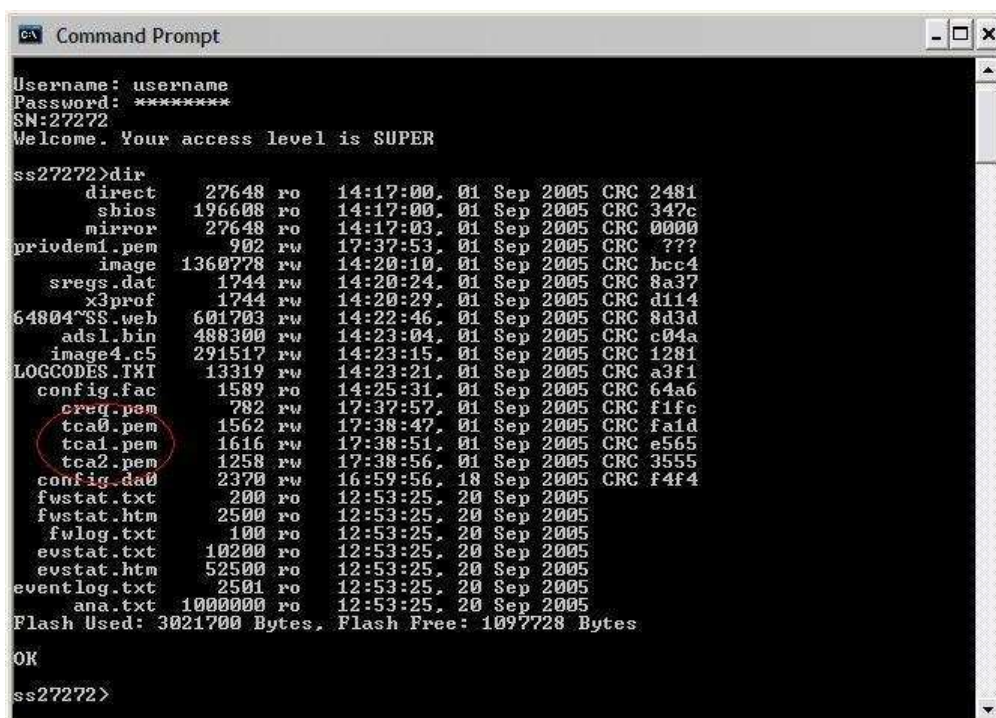 Command Prompt
Username: username
Password: ********
SN:27272
Welcome. Your access level is SUPER
ss27272>dir
direct 27648 ro 14:17:00, 01 Sep 2005 CRC 2481
sbios 196608 ro 14:17:00, 01 Sep 2005 CRC 347c
mirror 27648 ro 14:17:03, 01 Sep 2005 CRC 0000
privdem1.pem 902 rw 17:37:53, 01 Sep 2005 CRC ???
image 1360778 rw 14:20:10, 01 Sep 2005 CRC bcc4
sregs.dat 1744 rw 14:20:24, 01 Sep 2005 CRC 8a37
x3prof 1744 rw 14:20:29, 01 Sep 2005 CRC d114
64804~SS.web 601703 rw 14:22:46, 01 Sep 2005 CRC 8d3d
adsl.bin 488300 rw 14:23:04, 01 Sep 2005 CRC c04a
image4.c5 291517 rw 14:23:15, 01 Sep 2005 CRC 1281
LOGCODES.TXT 13319 rw 14:23:21, 01 Sep 2005 CRC a3f1
config.fac 1589 ro 14:25:31, 01 Sep 2005 CRC 64a6
creq.pem 782 rw 17:37:57, 01 Sep 2005 CRC f1fc
tca0.pem 1562 rw 17:38:47, 01 Sep 2005 CRC fa1d
tca1.pem 1616 rw 17:38:51, 01 Sep 2005 CRC e565
tca2.pem 1258 rw 17:38:56, 01 Sep 2005 CRC 3555
config.da0 2370 rw 16:59:56, 18 Sep 2005 CRC f4f4
fwstat.txt 200 ro 12:53:25, 20 Sep 2005
fwstat.htm 2500 ro 12:53:25, 20 Sep 2005
fwlog.txt 100 ro 12:53:25, 20 Sep 2005
evstat.txt 10200 ro 12:53:25, 20 Sep 2005
evstat.htm 52500 ro 12:53:25, 20 Sep 2005
eventlog.txt 2501 ro 12:53:25, 20 Sep 2005
ana.txt 1000000 ro 12:53:25, 20 Sep 2005
Flash Used: 3021700 Bytes, Flash Free: 1097728 Bytes
OK
ss27272>